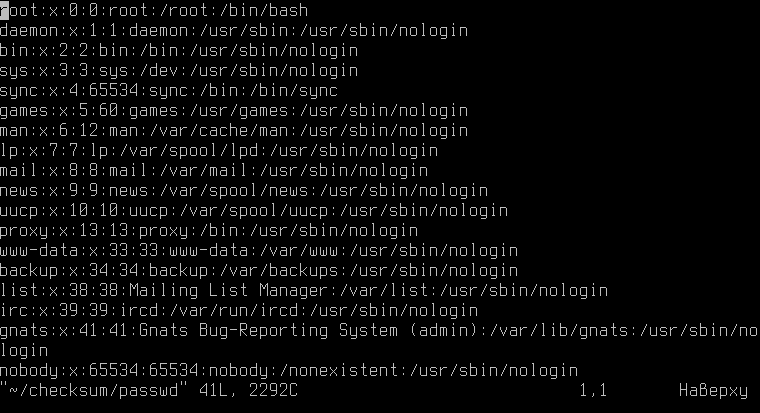 root:x:0:0:root:/root:/bin/bash
daemon:x:1:1:daemon:/usr/sbin:/usr/sbin/nologin
bin:x:2:2:bin:/bin:/usr/sbin/nologin
sys:x:3:3:sys:/dev:/usr/sbin/nologin
sync:x:4:65534:sync:/bin:/bin/sync
games:x:5:60:games:/usr/games:/usr/sbin/nologin
man:x:6:12:man:/var/cache/man:/usr/sbin/nologin
lp:x:7:7:lp:/var/spool/lpd:/usr/sbin/nologin
mail:x:8:8:mail:/var/mail:/usr/sbin/nologin
news:x:9:9:news:/var/spool/news:/usr/sbin/nologin
uucp:x:10:10:uucp:/var/spool/uucp:/usr/sbin/nologin
proxy:x:13:13:proxy:/bin:/usr/sbin/nologin
www-data:x:33:33:www-data:/var/www:/usr/sbin/nologin
backup:x:34:34:backup:/var/backups:/usr/sbin/nologin
list:x:38:38:Mailing List Manager:/var/list:/usr/sbin/nologin
irc:x:39:39:ircd:/var/run/ircd:/usr/sbin/nologin
gnats:x:41:41:Gnats Bug-Reporting System (admin):/var/lib/gnats:/usr/sbin/no
login
nobody:x:65534:65534:nobody:/nonexistent:/usr/sbin/nologin
"~/checksum/passwd" 41L, 2292C 1,1 Наверху